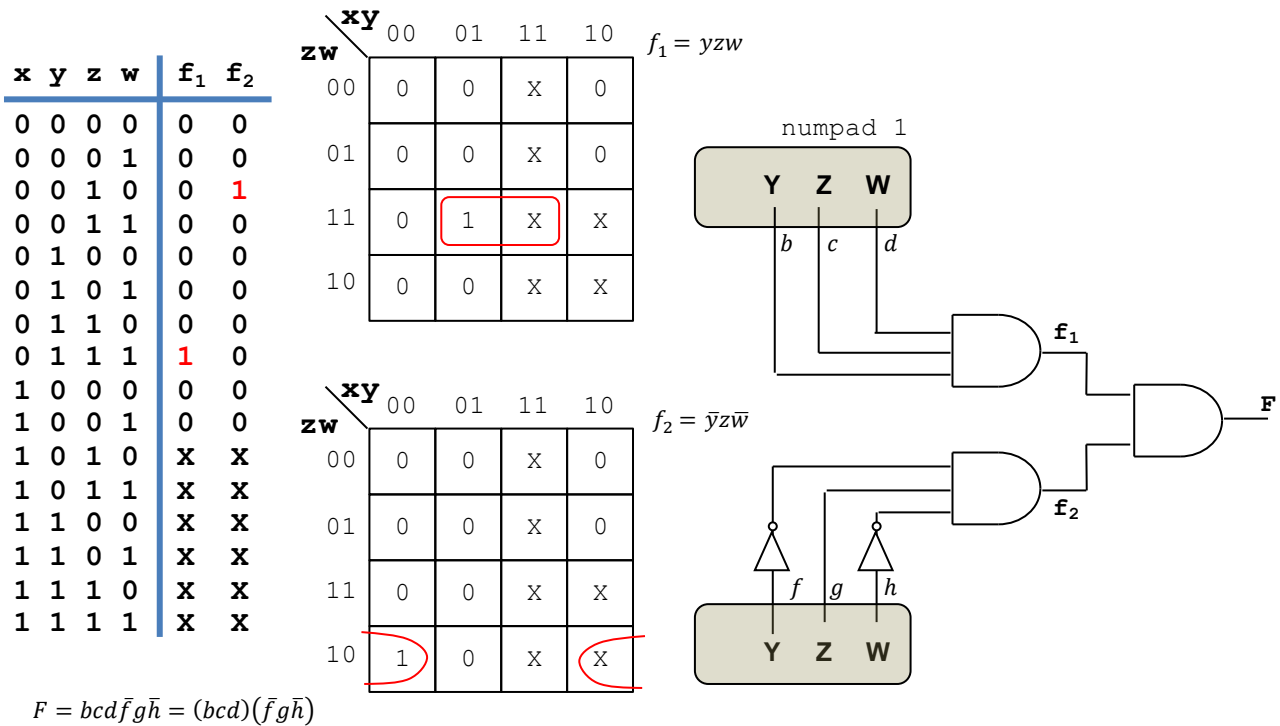 x y z w f₁ f₂
0 0 0 0 0 0
0 0 0 1 0 0
0 0 1 0 0 1
0 0 1 1 0 0
0 1 0 0 0 0
0 1 0 1 0 0
0 1 1 0 0 0
0 1 1 1 1 0
1 0 0 0 0 0
1 0 0 1 0 0
1 0 1 0 X X
1 0 1 1 X X
1 1 0 0 X X
1 1 0 1 X X
1 1 1 0 X X
1 1 1 1 X X
xy
zw
00 01 11 10
00 0 0 X 0
01 0 0 X 0
11 0 1 X X
10 0 0 X X
f₁ = yzw
xy
zw
00 01 11 10
00 0 0 X 0
01 0 0 X 0
11 0 0 X X
10 1 0 X X
f₂ = y̅zw̅
numpad 1
Y Z W
b c d
f₁
F
f₂
f g h
Y Z W
F = bcdf̅gh̅ = (bcd)(f̅gh̅)